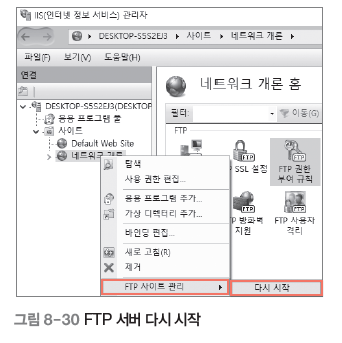 IIS(인터넷 정보 서비스) 관리자
DESKTOP-S5S2EJ3 ▸ 사이트 ▸ 네트워크 개론 ▸
파일(F) 보기(V) 도움말(H)
연결
네트워크 개론 홈
DESKTOP-S5S2EJ3(DESKTOP
응용 프로그램 풀
사이트
Default Web Site
네트워크 개론
필터:
이동(G)
FTP
SSL 설정
FTP 권한
부여 규칙
방화벽
지원
FTP 사용자
격리
탐색
사용 권한 편집...
응용 프로그램 추가...
가상 디렉터리 추가...
바인딩 편집...
새로 고침(R)
제거
FTP 사이트 관리
다시 시작
그림 8-30 FTP 서버 다시 시작